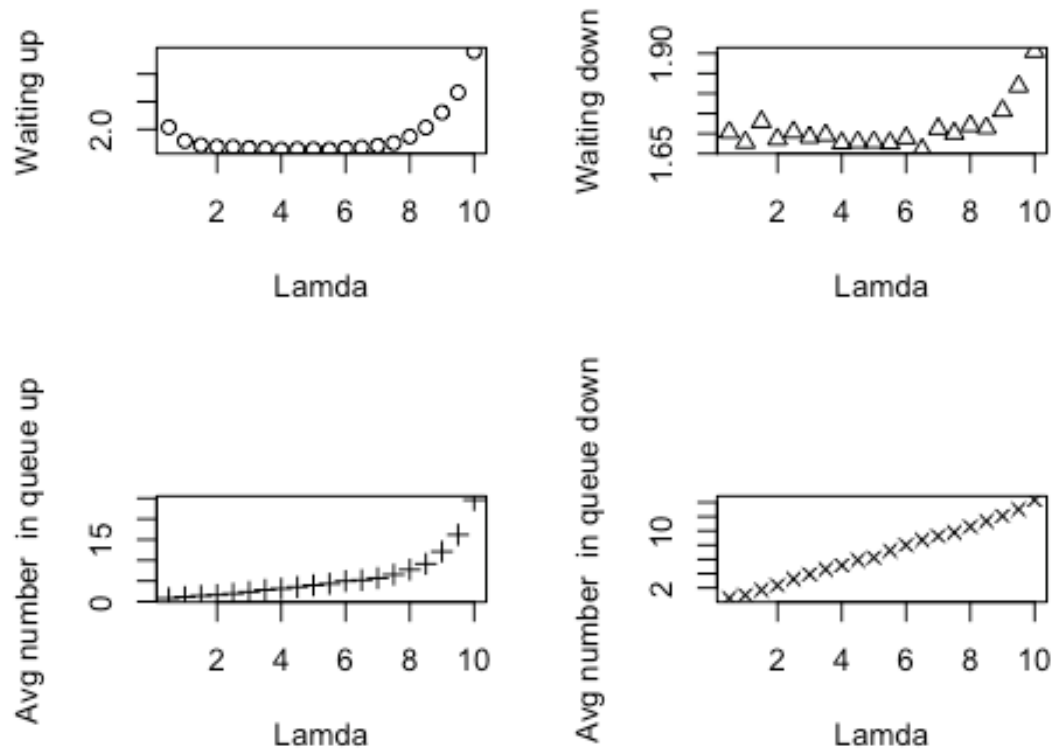 Waiting up
2.0
2 4 6 8 10
Lamda
Waiting down
1.65 1.90
2 4 6 8 10
Lamda
Avg number in queue up
0 15
2 4 6 8 10
Lamda
Avg number in queue down
2 10
2 4 6 8 10
Lamda